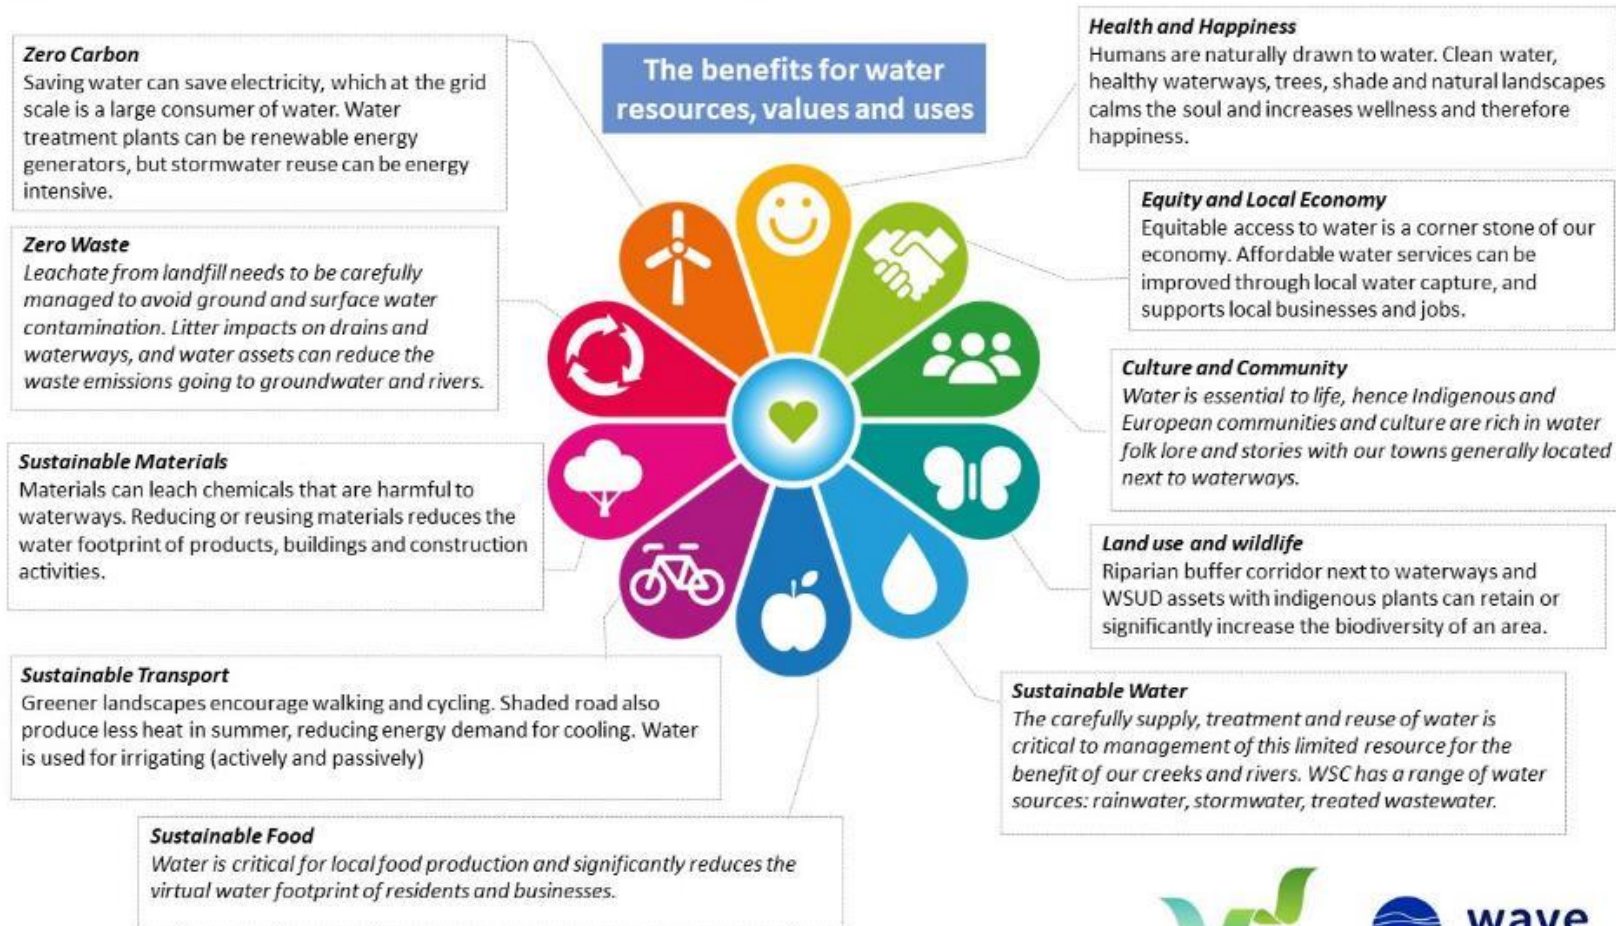 The benefits for water
resources, values and uses
Zero Carbon
Saving water can save electricity, which at the grid
scale is a large consumer of water. Water
treatment plants can be renewable energy
generators, but stormwater reuse can be energy
intensive.
Zero Waste
Leachate from landfill needs to be carefully
managed to avoid ground and surface water
contamination. Litter impacts on drains and
waterways, and water assets can reduce the
waste emissions going to groundwater and rivers.
Sustainable Materials
Materials can leach chemicals that are harmful to
waterways. Reducing or reusing materials reduces the
water footprint of products, buildings and construction
activities.
Sustainable Transport
Greener landscapes encourage walking and cycling. Shaded road also
produce less heat in summer, reducing energy demand for cooling. Water
is used for irrigating (actively and passively)
Sustainable Food
Water is critical for local food production and significantly reduces the
virtual water footprint of residents and businesses.
Health and Happiness
Humans are naturally drawn to water. Clean water,
healthy waterways, trees, shade and natural landscapes
calms the soul and increases wellness and therefore
happiness.
Equity and Local Economy
Equitable access to water is a corner stone of our
economy. Affordable water services can be
improved through local water capture, and
supports local businesses and jobs.
Culture and Community
Water is essential to life, hence Indigenous and
European communities and culture are rich in water
folk lore and stories with our towns generally located
next to waterways.
Land use and wildlife
Riparian buffer corridor next to waterways and
WSUD assets with indigenous plants can retain or
significantly increase the biodiversity of an area.
Sustainable Water
The carefully supply, treatment and reuse of water is
critical to management of this limited resource for the
benefit of our creeks and rivers. WSC has a range of water
sources: rainwater, stormwater, treated wastewater.
wave